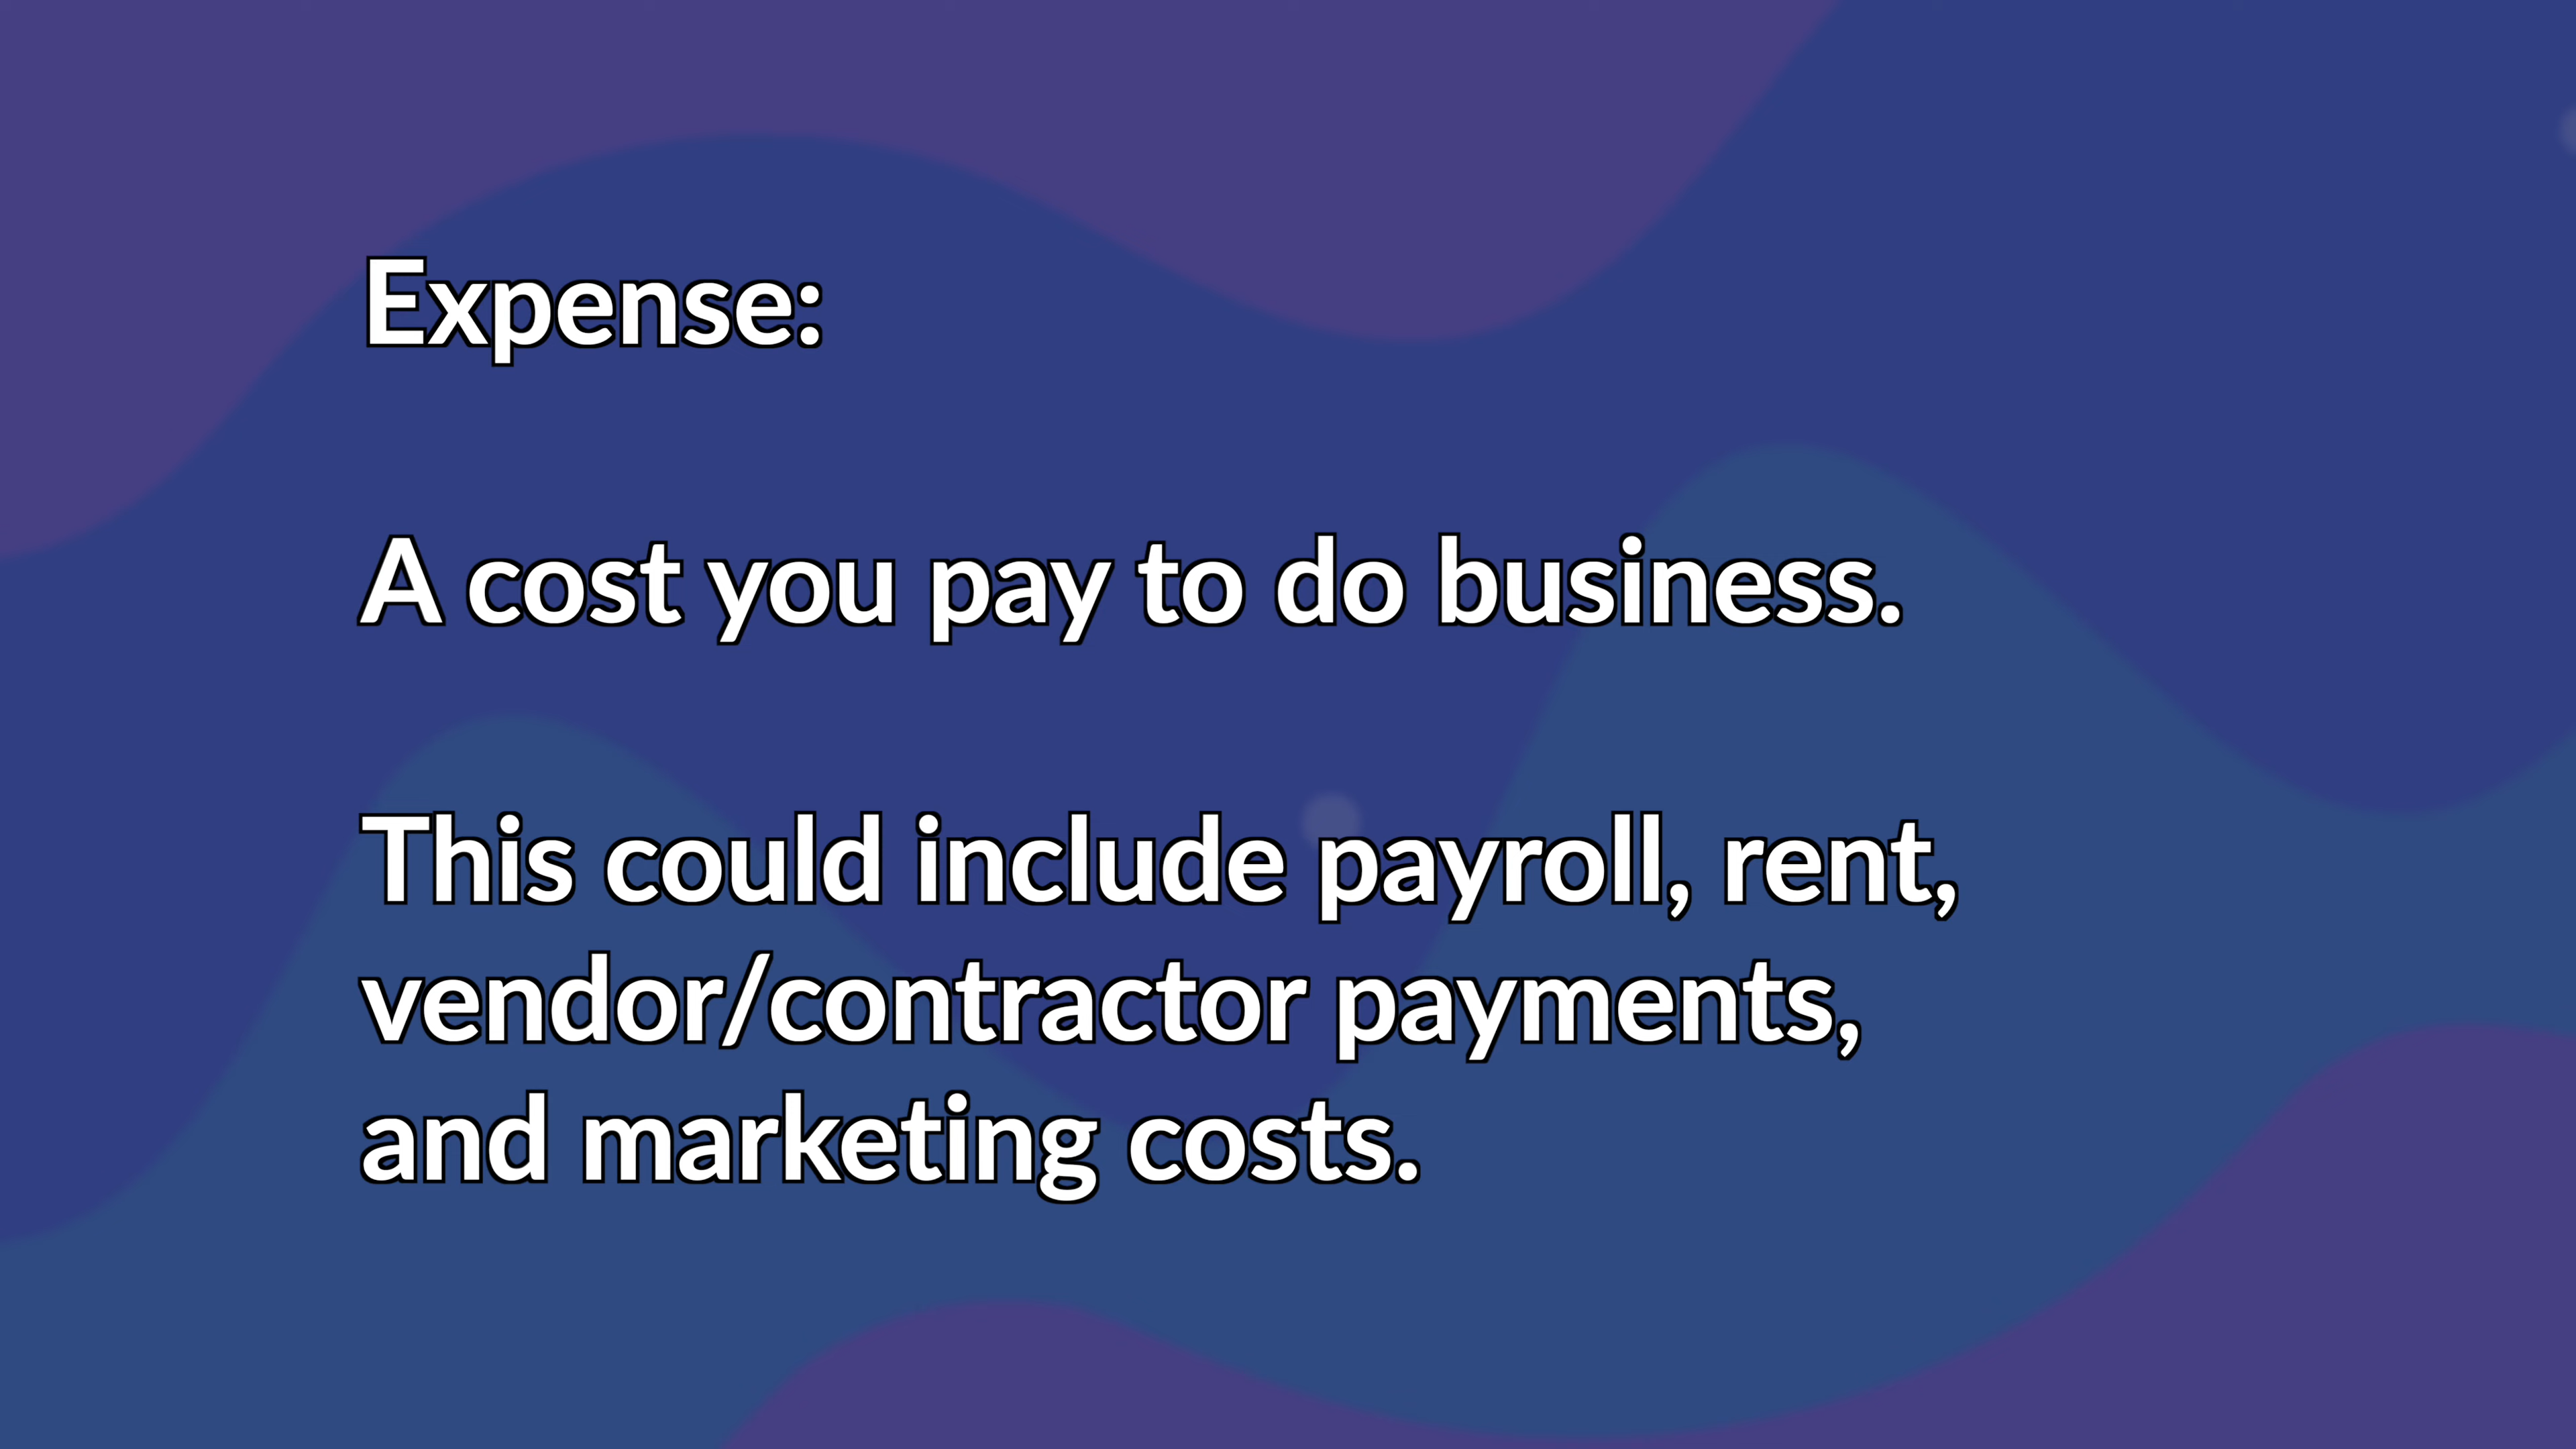 Expense:
A cost you pay to do business.
This could include payroll, rent,
vendor/contractor payments,
and marketing costs.